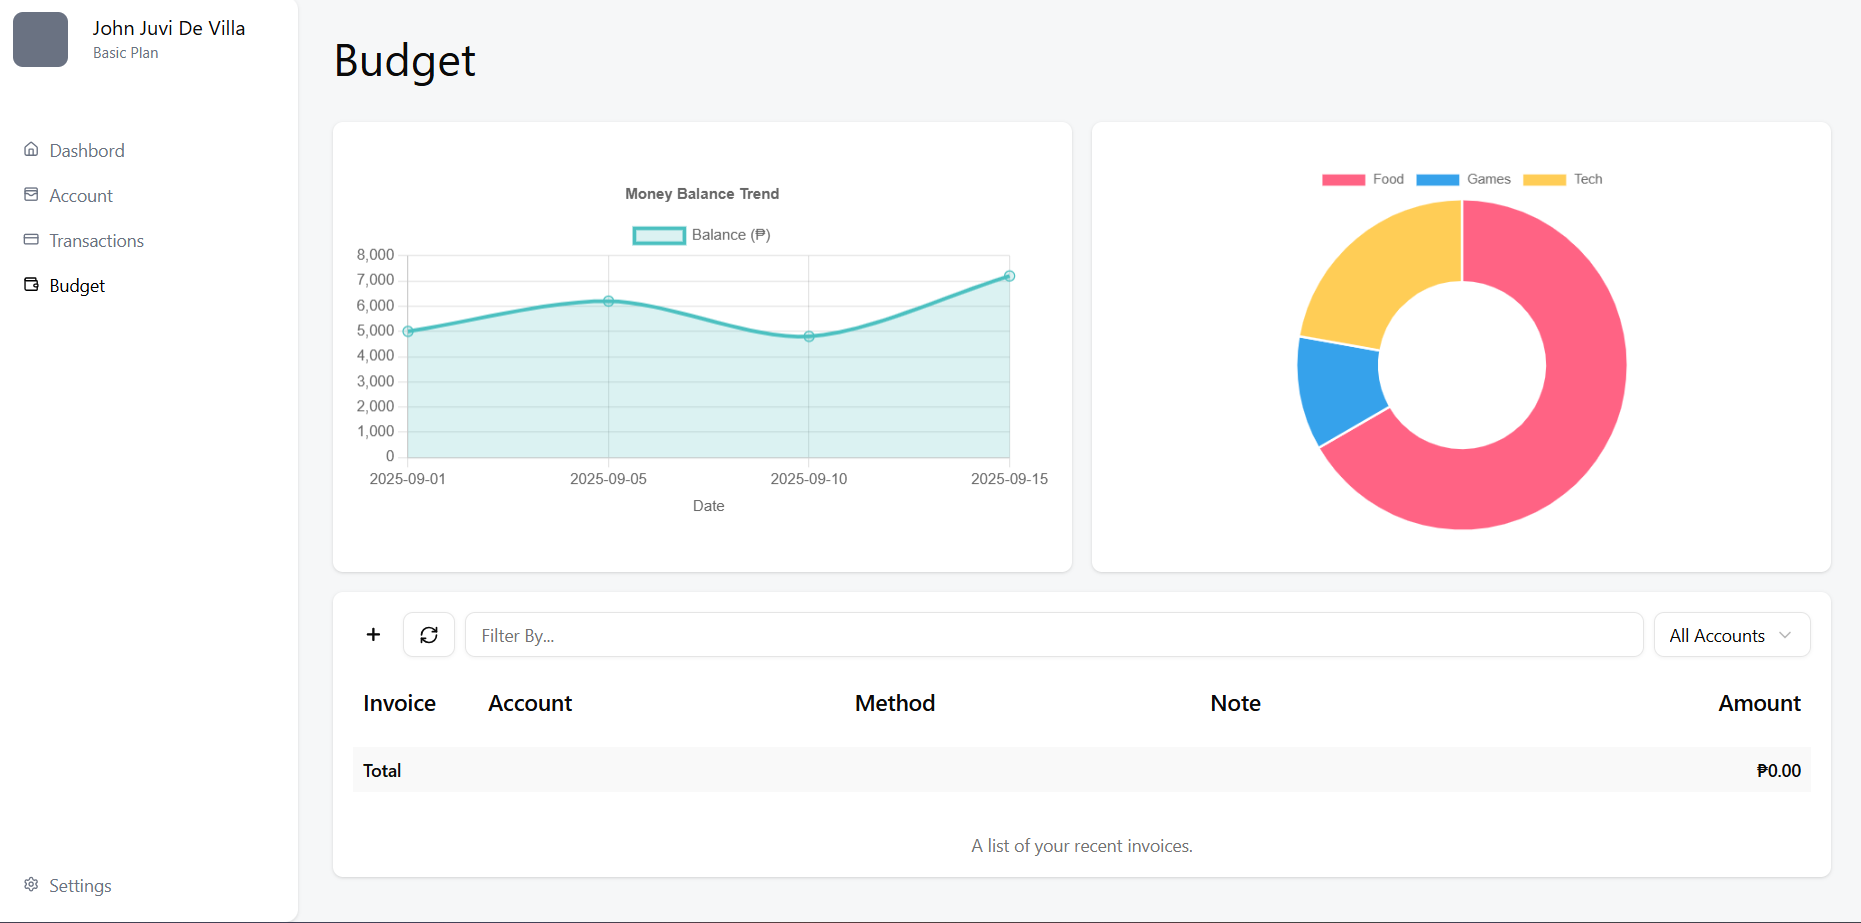 John Juvi De Villa
Basic Plan
Dashbord
Account
Transactions
Budget
Settings
Budget
Money Balance Trend
Balance (₱)
8,000
7,000
6,000
5,000
4,000
3,000
2,000
1,000
0
2025-09-01 2025-09-05 2025-09-10 2025-09-15
Date
Food Games Tech
Filter By...
All Accounts
Invoice Account Method Note Amount
Total ₱0.00
A list of your recent invoices.